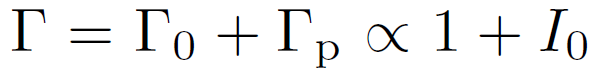 Γ = Γ₀ + Γₚ ∝ 1 + I₀